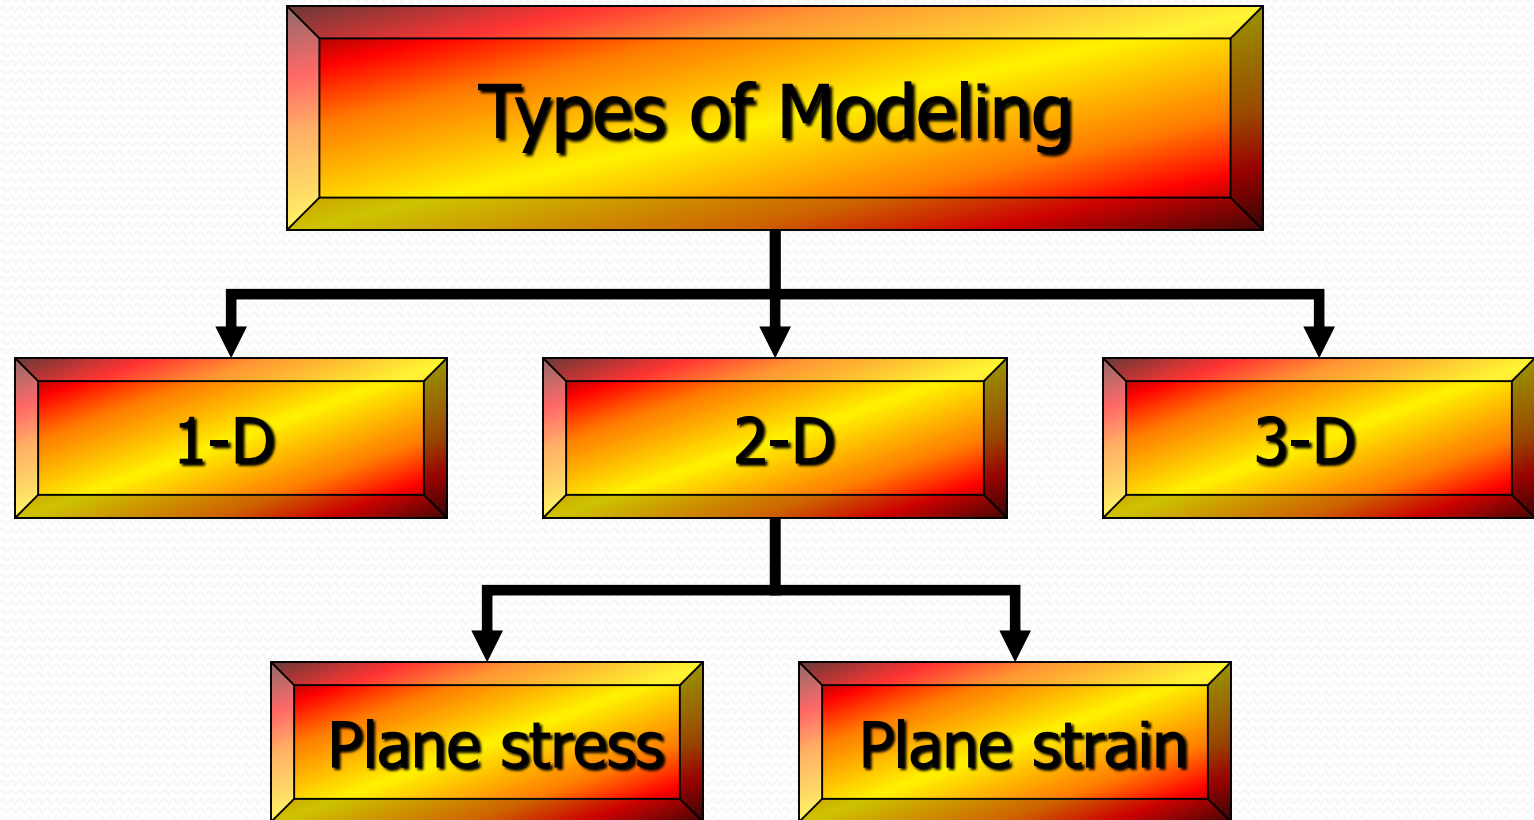 Types of Modeling
1-D
2-D
3-D
Plane stress
Plane strain